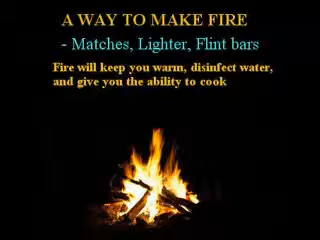 A WAY TO MAKE FIRE
- Matches, Lighter, Flint bars
Fire will keep you warm, disinfect water,
and give you the ability to cook